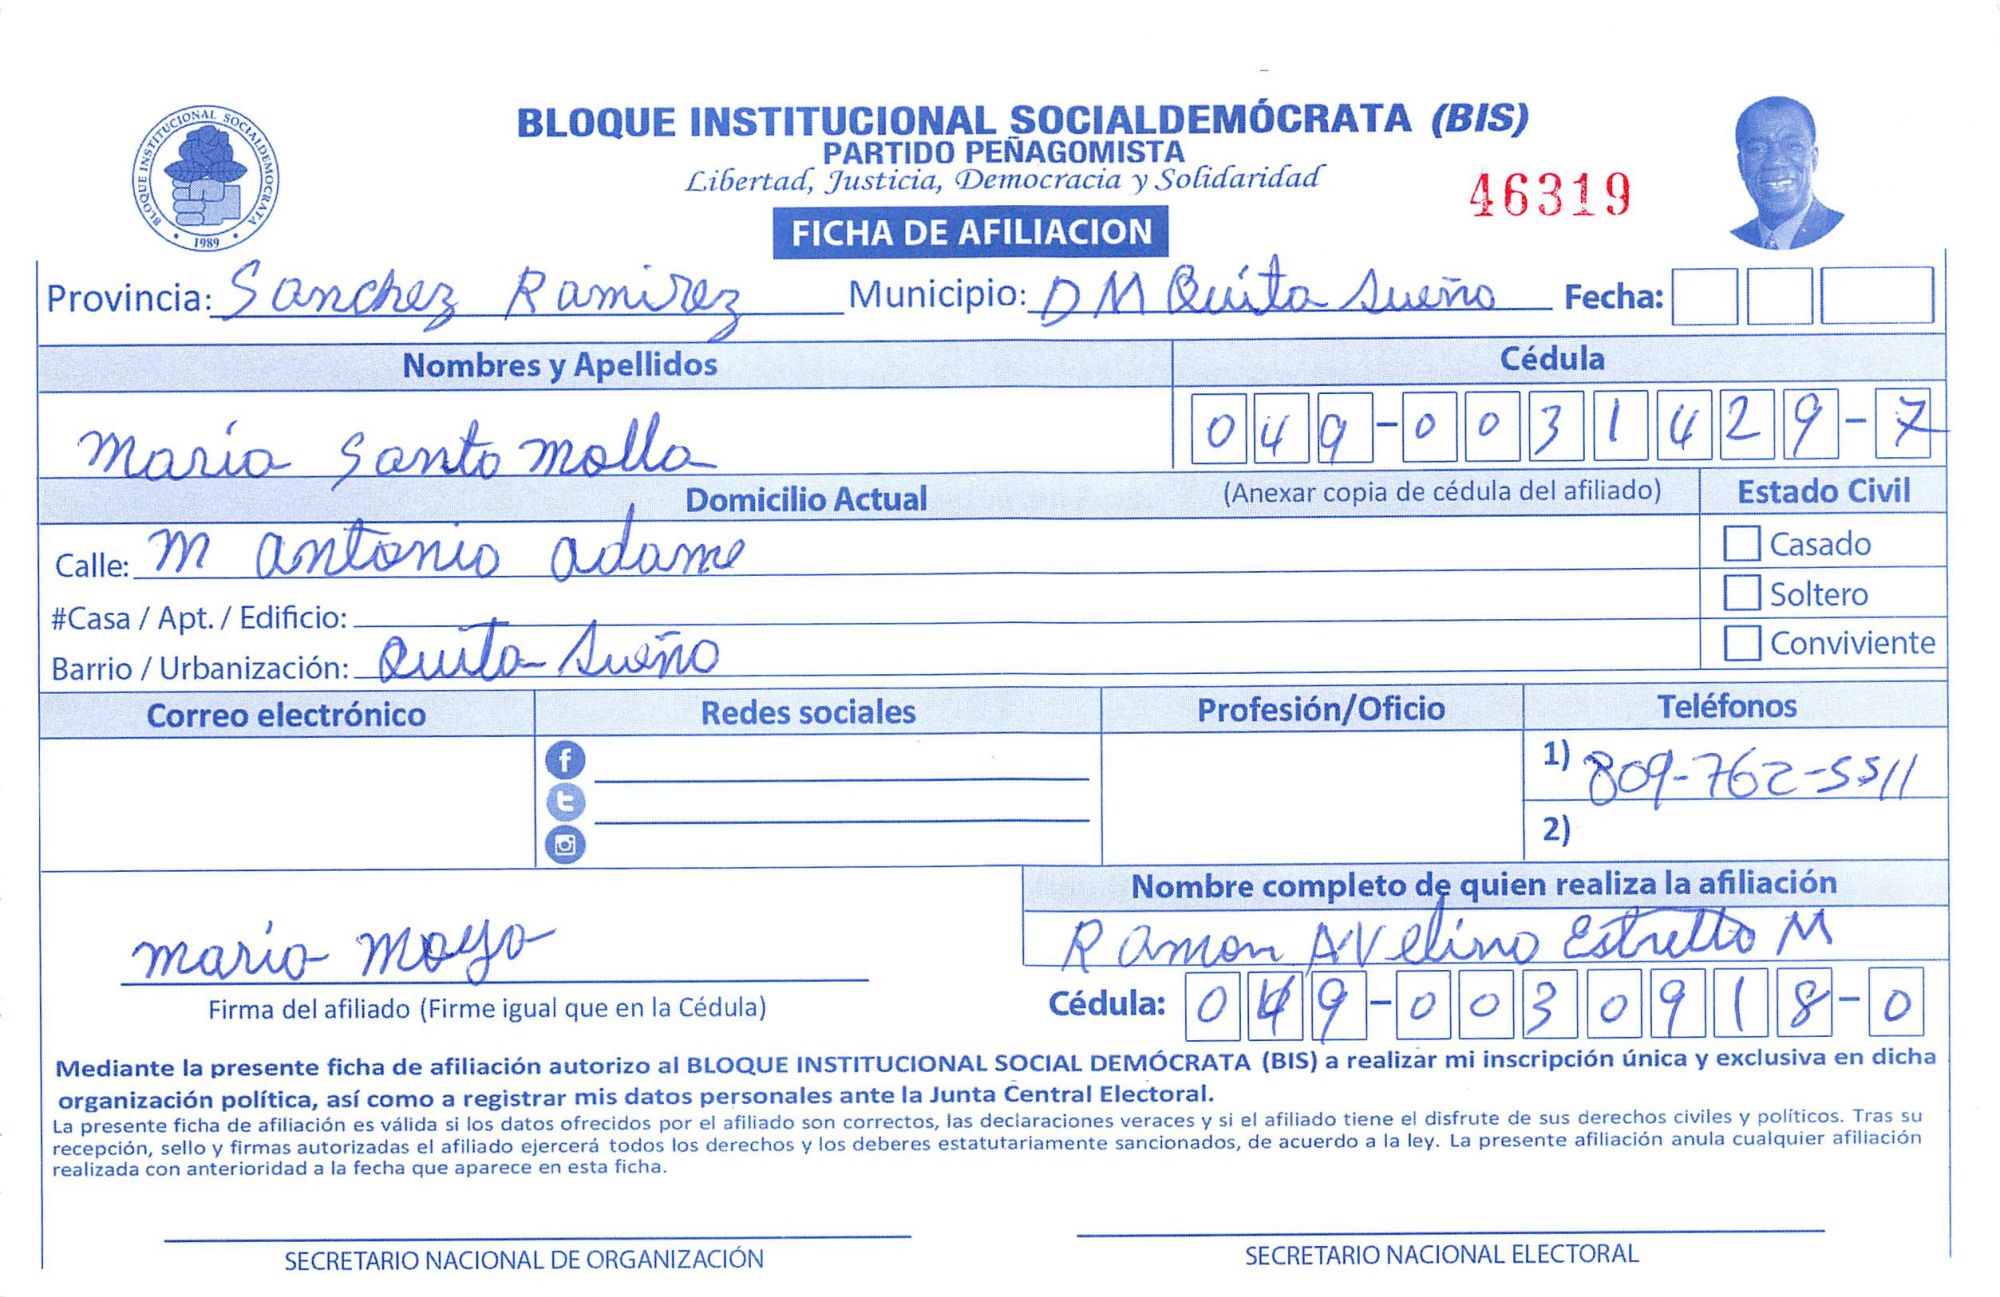 BLOQUE INSTITUCIONAL SOCIALDEMOCRATA
1989
BLOQUE INSTITUCIONAL SOCIALDEMÓCRATA (BIS)
PARTIDO PEÑAGOMISTA
Libertad, Justicia, Democracia y Solidaridad
46319
FICHA DE AFILIACION
Provincia: Sanchez Ramirez Municipio: D M Quita Sueño Fecha:
Nombres y Apellidos Cédula
Maria Santo Molla 049-0031429-7
Domicilio Actual (Anexar copia de cédula del afiliado) Estado Civil
Calle: M antonio adame Casado
#Casa / Apt. / Edificio: Soltero
Barrio / Urbanización: Quita Sueño Conviviente
Correo electrónico Redes sociales Profesión/Oficio Teléfonos
1) 809-762-5511
2)
Nombre completo de quien realiza la afiliación
Ramon Avelino Estrella M
maria moya
Firma del afiliado (Firme igual que en la Cédula) Cédula: 049-0030918-0
Mediante la presente ficha de afiliación autorizo al BLOQUE INSTITUCIONAL SOCIAL DEMÓCRATA (BIS) a realizar mi inscripción única y exclusiva en dicha
organización política, así como a registrar mis datos personales ante la Junta Central Electoral.
La presente ficha de afiliación es válida si los datos ofrecidos por el afiliado son correctos, las declaraciones veraces y si el afiliado tiene el disfrute de sus derechos civiles y políticos. Tras su
recepción, sello y firmas autorizadas el afiliado ejercerá todos los derechos y los deberes estatutariamente sancionados, de acuerdo a la ley. La presente afiliación anula cualquier afiliación
realizada con anterioridad a la fecha que aparece en esta ficha.
SECRETARIO NACIONAL DE ORGANIZACIÓN SECRETARIO NACIONAL ELECTORAL